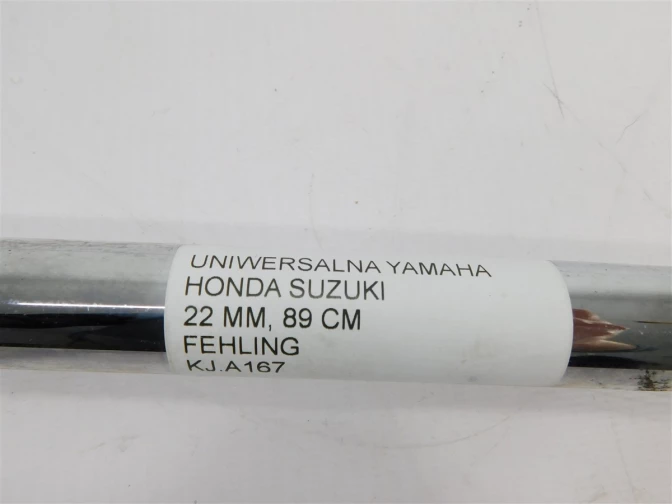 UNIWERSALNA YAMAHA
HONDA SUZUKI
22 MM, 89 CM
FEHLING
KJ.A167